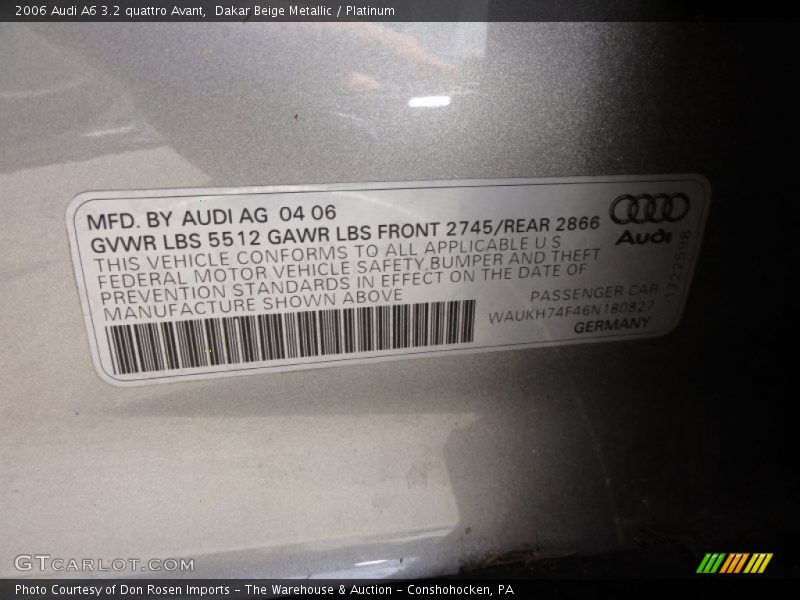 2006 Audi A6 3.2 quattro Avant, Dakar Beige Metallic / Platinum
MFD. BY AUDI AG 04 06
GVWR LBS 5512 GAWR LBS FRONT 2745/REAR 2866
THIS VEHICLE CONFORMS TO ALL APPLICABLE U.S
FEDERAL MOTOR VEHICLE SAFETY,BUMPER AND THEFT
PREVENTION STANDARDS IN EFFECT ON THE DATE OF
MANUFACTURE SHOWN ABOVE
Audi
1722598
PASSENGER CAR
WAUKH74F46N180827
GERMANY
GTCARLOT.COM
Photo Courtesy of Don Rosen Imports - The Warehouse & Auction - Conshohocken, PA